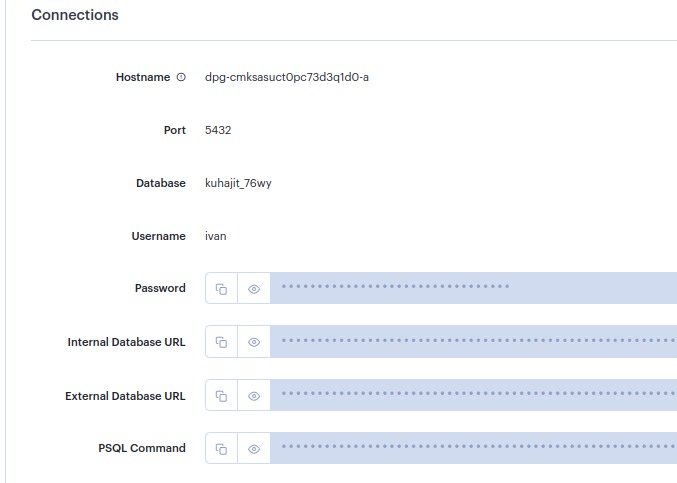 Connections
Hostname dpg-cmksasuct0pc73d3q1d0-a
Port 5432
Database kuhajit_76wy
Username ivan
Password ••••••••••••••••••••••••••••••••
Internal Database URL ••••••••••••••••••••••••••••••••••••••••••••••••••••••
External Database URL ••••••••••••••••••••••••••••••••••••••••••••••••••••••
PSQL Command ••••••••••••••••••••••••••••••••••••••••••••••••••••••